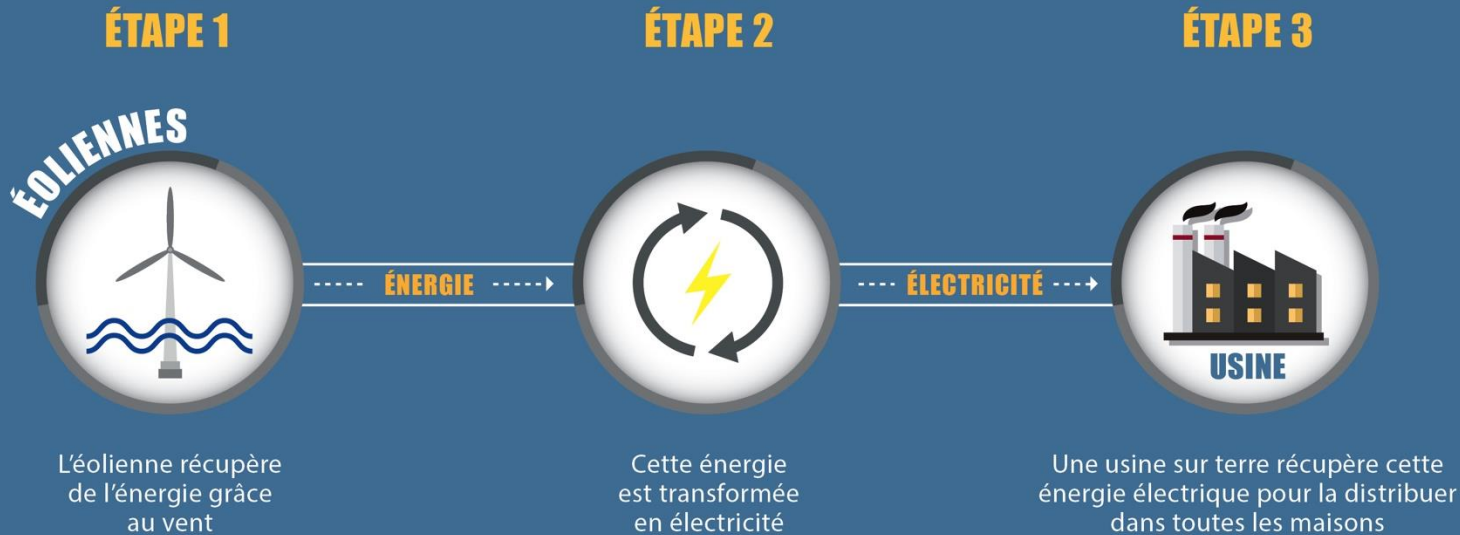 ÉTAPE 1
ÉTAPE 2
ÉTAPE 3
ÉOLIENNES
ÉNERGIE
ÉLECTRICITÉ
USINE
L'éolienne récupère
de l'énergie grâce
au vent
Cette énergie
est transformée
en électricité
Une usine sur terre récupère cette
énergie électrique pour la distribuer
dans toutes les maisons